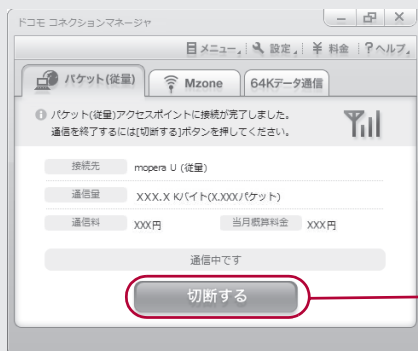 ドコモ コネクションマネージャ
目 メニュー 設定 ¥ 料金 ? ヘルプ
パケット(従量) Mzone 64Kデータ通信
パケット(従量)アクセスポイントに接続が完了しました。
通信を終了するには[切断する]ボタンを押してください。
接続先 mopera U (従量)
通信量 XXX.X Kバイト(X,XXXパケット)
通信料 XXX円 当月概算料金 XXX円
通信中です
切断する